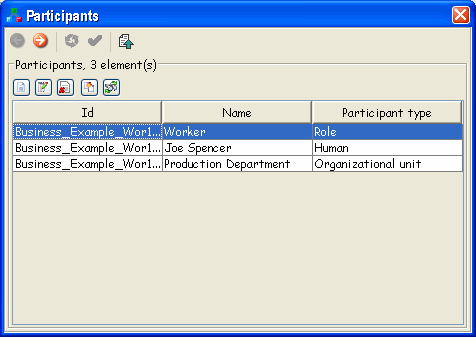 Participants
Participants, 3 element(s)
Id Name Participant type
Business_Example_Wor1... Worker Role
Business_Example_Wor1... Joe Spencer Human
Business_Example_Wor1... Production Department Organizational unit